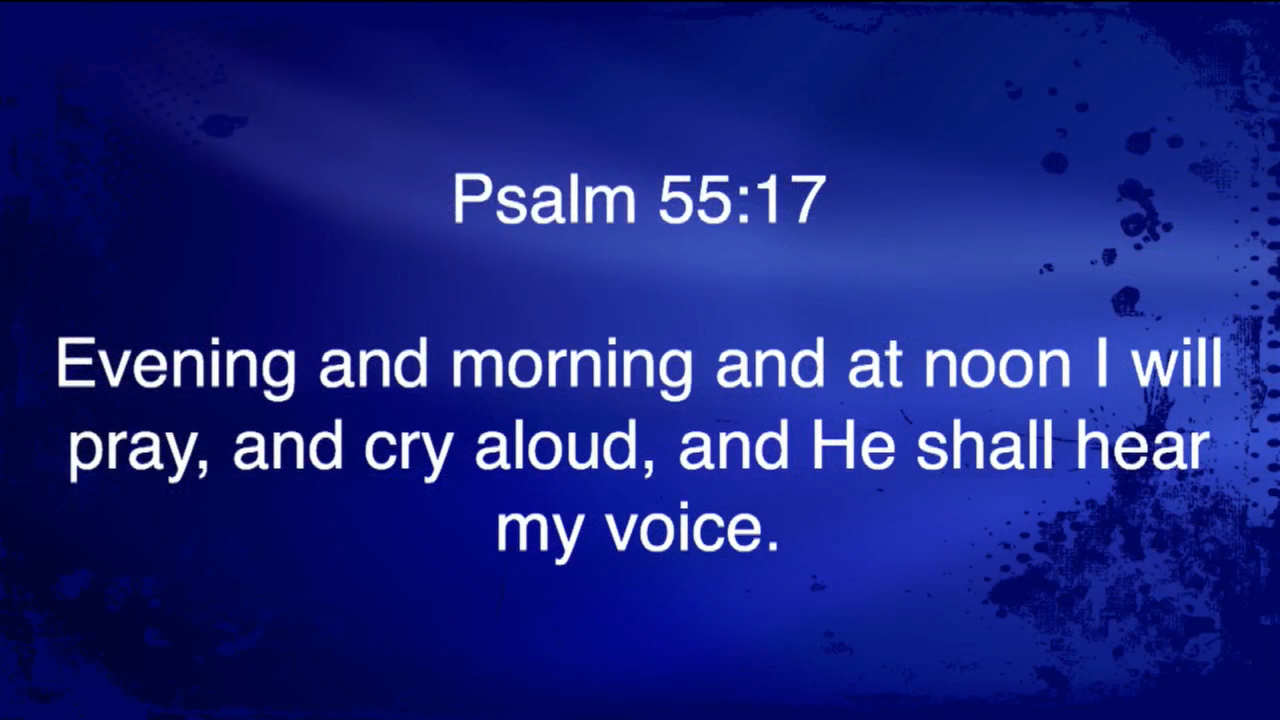 Psalm 55:17
Evening and morning and at noon I will
pray, and cry aloud, and He shall hear
my voice.